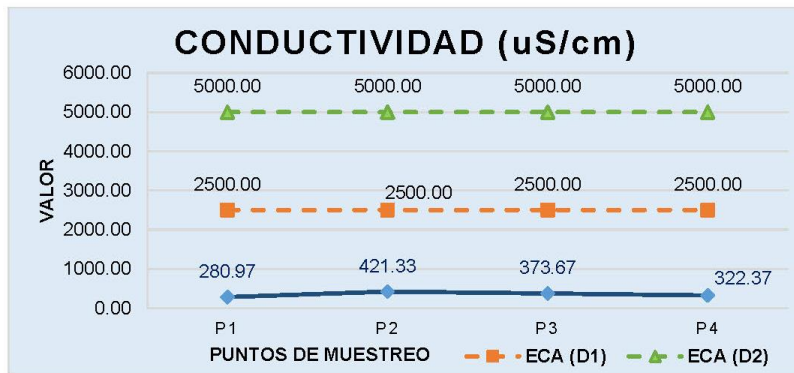 CONDUCTIVIDAD (uS/cm)
6000.00
5000.00
4000.00
3000.00
2000.00
1000.00
0.00
VALOR
5000.00 5000.00 5000.00 5000.00
2500.00 2500.00 2500.00 2500.00
280.97 421.33 373.67 322.37
P1 P2 P3 P4
PUNTOS DE MUESTREO ECA (D1) ECA (D2)